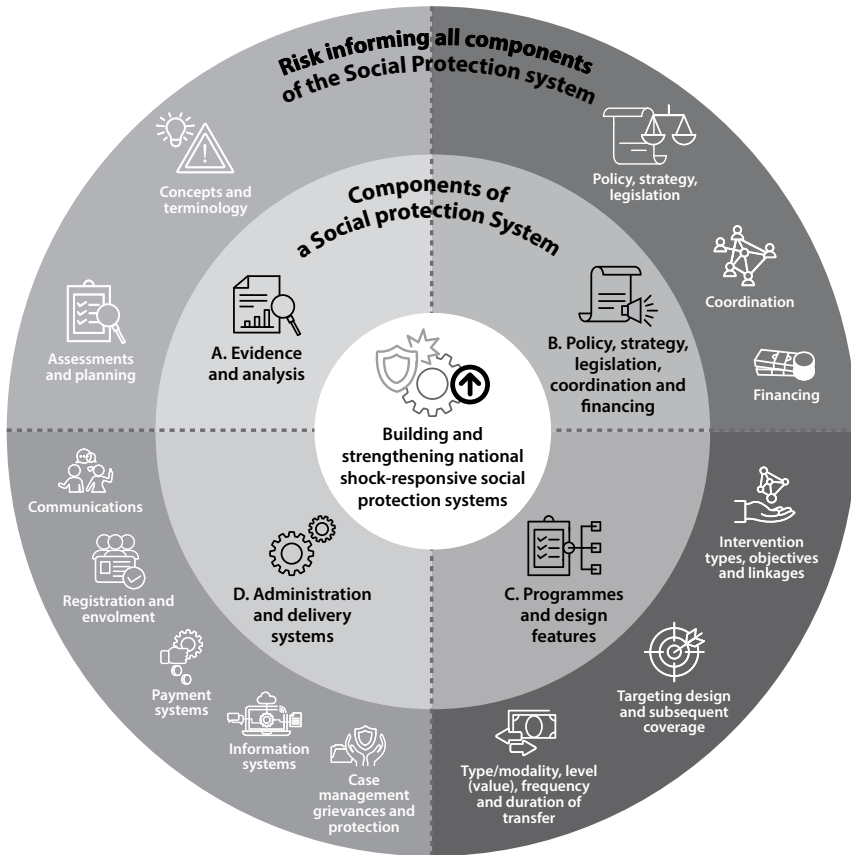 Risk informing all components
of the Social Protection system
Components of
a Social protection System
Concepts and
terminology
Assessments
and planning
A. Evidence
and analysis
Policy, strategy,
legislation
Coordination
Financing
B. Policy, strategy,
legislation,
coordination and
financing
Building and
strengthening national
shock-responsive social
protection systems
Communications
Registration and
envolment
Payment
systems
Information
systems
Case
management
grievances and
protection
D. Administration
and delivery
systems
C. Programmes
and design
features
Intervention
types, objectives
and linkages
Targeting design
and subsequent
coverage
Type/modality, level
(value), frequency
and duration of
transfer